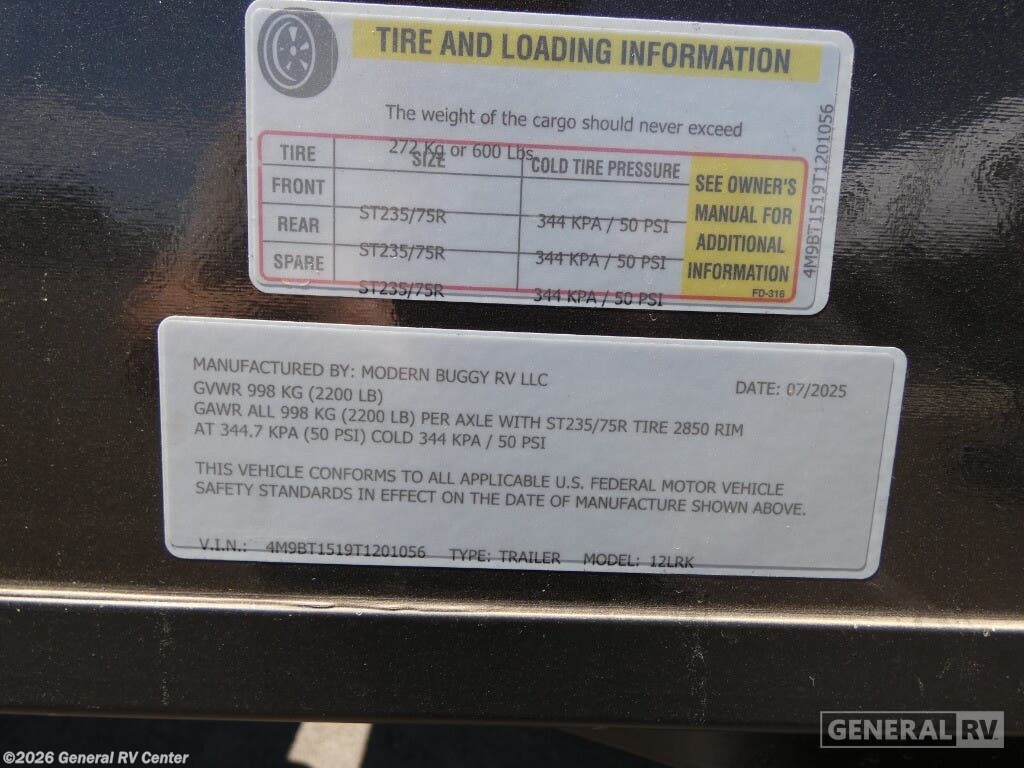 TIRE AND LOADING INFORMATION
The weight of the cargo should never exceed
272 Kg or 600 Lbs.
TIRE SIZE COLD TIRE PRESSURE
FRONT ST235/75R 344 KPA / 50 PSI
REAR ST235/75R 344 KPA / 50 PSI
SPARE ST235/75R 344 KPA / 50 PSI
SEE OWNER'S
MANUAL FOR
ADDITIONAL
INFORMATION
FD-316
4M9BT1519T1201056
MANUFACTURED BY: MODERN BUGGY RV LLC
DATE: 07/2025
GVWR 998 KG (2200 LB)
GAWR ALL 998 KG (2200 LB) PER AXLE WITH ST235/75R TIRE 2850 RIM
AT 344.7 KPA (50 PSI) COLD 344 KPA / 50 PSI
THIS VEHICLE CONFORMS TO ALL APPLICABLE U.S. FEDERAL MOTOR VEHICLE
SAFETY STANDARDS IN EFFECT ON THE DATE OF MANUFACTURE SHOWN ABOVE.
V.I.N.: 4M9BT1519T1201056 TYPE: TRAILER MODEL: 12LRK
GENERAL RV
©2026 General RV Center